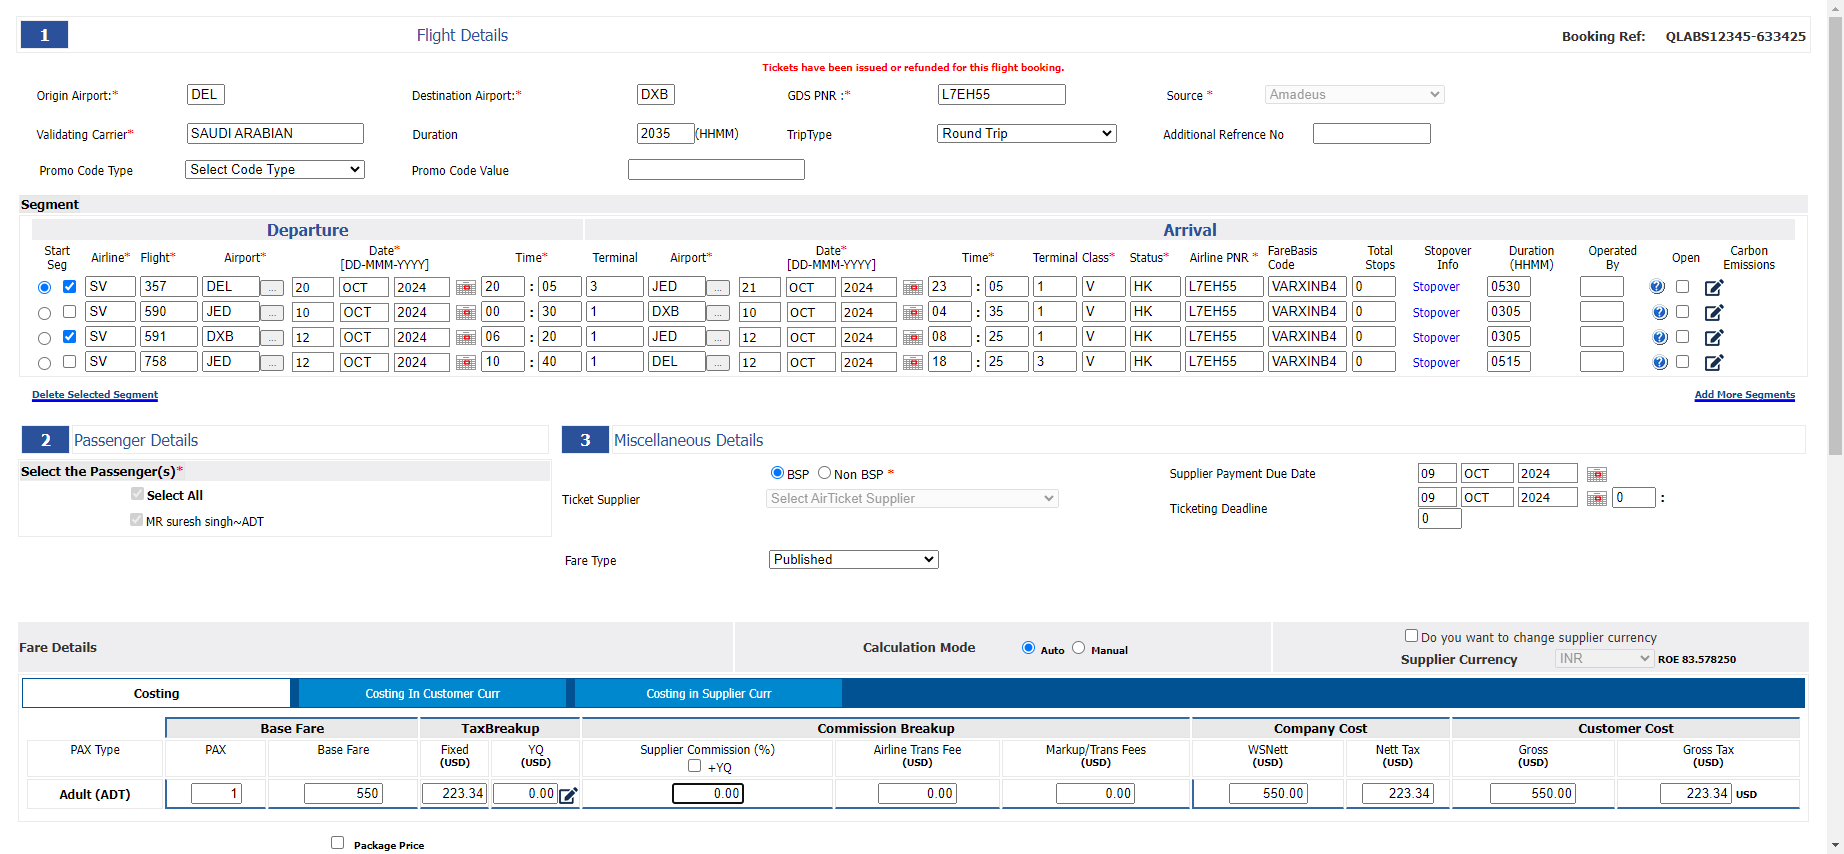 1 Flight Details Booking Ref: QLABS12345-633425
Tickets have been issued or refunded for this flight booking.
Origin Airport:* DEL Destination Airport:* DXB GDS PNR :* L7EH55 Source * Amadeus
Validating Carrier* SAUDI ARABIAN Duration 2035 (HHMM) TripType Round Trip Additional Refrence No
Promo Code Type Select Code Type Promo Code Value
Segment
Departure Arrival
Start Seg Airline* Flight* Airport* Date* [DD-MMM-YYYY] Time* Terminal Airport* Date* [DD-MMM-YYYY] Time* Terminal Class* Status* Airline PNR * FareBasis Code Total Stops Stopover Info Duration (HHMM) Operated By Open Carbon Emissions
SV 357 DEL ... 20 OCT 2024 20 : 05 3 JED ... 21 OCT 2024 23 : 05 1 V HK L7EH55 VARXINB4 0 Stopover 0530 ?
SV 590 JED ... 10 OCT 2024 00 : 30 1 DXB ... 10 OCT 2024 04 : 35 1 V HK L7EH55 VARXINB4 0 Stopover 0305 ?
SV 591 DXB ... 12 OCT 2024 06 : 20 1 JED ... 12 OCT 2024 08 : 25 1 V HK L7EH55 VARXINB4 0 Stopover 0305 ?
SV 758 JED ... 12 OCT 2024 10 : 40 1 DEL ... 12 OCT 2024 18 : 25 3 V HK L7EH55 VARXINB4 0 Stopover 0515 ?
Delete Selected Segment Add More Segments
2 Passenger Details 3 Miscellaneous Details
Select the Passenger(s)*
Select All
MR suresh singh~ADT
BSP Non BSP * Supplier Payment Due Date 09 OCT 2024
Ticket Supplier Select AirTicket Supplier
Ticketing Deadline 09 OCT 2024 0 :
0
Fare Type Published
Fare Details Calculation Mode Auto Manual Do you want to change supplier currency
Supplier Currency INR ROE 83.578250
Costing Costing In Customer Curr Costing in Supplier Curr
Base Fare TaxBreakup Commission Breakup Company Cost Customer Cost
PAX Type PAX Base Fare Fixed (USD) YQ (USD) Supplier Commission (%) +YQ Airline Trans Fee (USD) Markup/Trans Fees (USD) WSNett (USD) Nett Tax (USD) Gross (USD) Gross Tax (USD)
Adult (ADT) 1 550 223.34 0.00 0.00 0.00 0.00 550.00 223.34 550.00 223.34 USD
Package Price